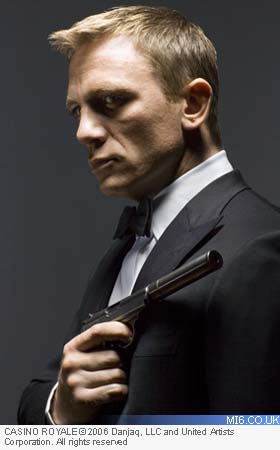 MI6.CO.UK
CASINO ROYALE©2006 Danjaq, LLC and United Artists
Corporation. All rights reserved